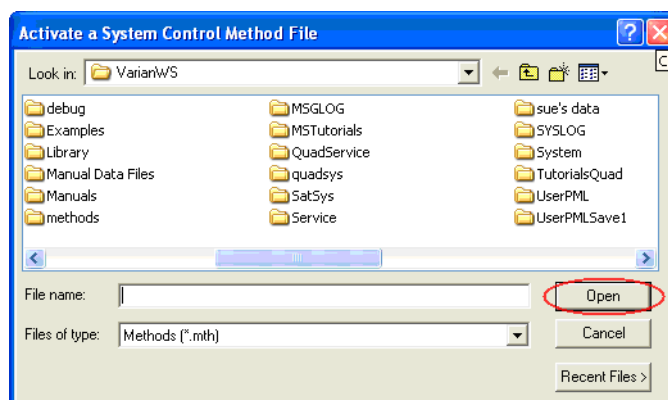 Activate a System Control Method File
Look in: VarianWS
debug MSGLOG sue's data
Examples MSTutorials SYSLOG
Library QuadService System
Manual Data Files quadsys TutorialsQuad
Manuals SatSys UserPML
methods Service UserPMLSave1
File name: Open
Files of type: Methods (*.mth) Cancel
Recent Files >